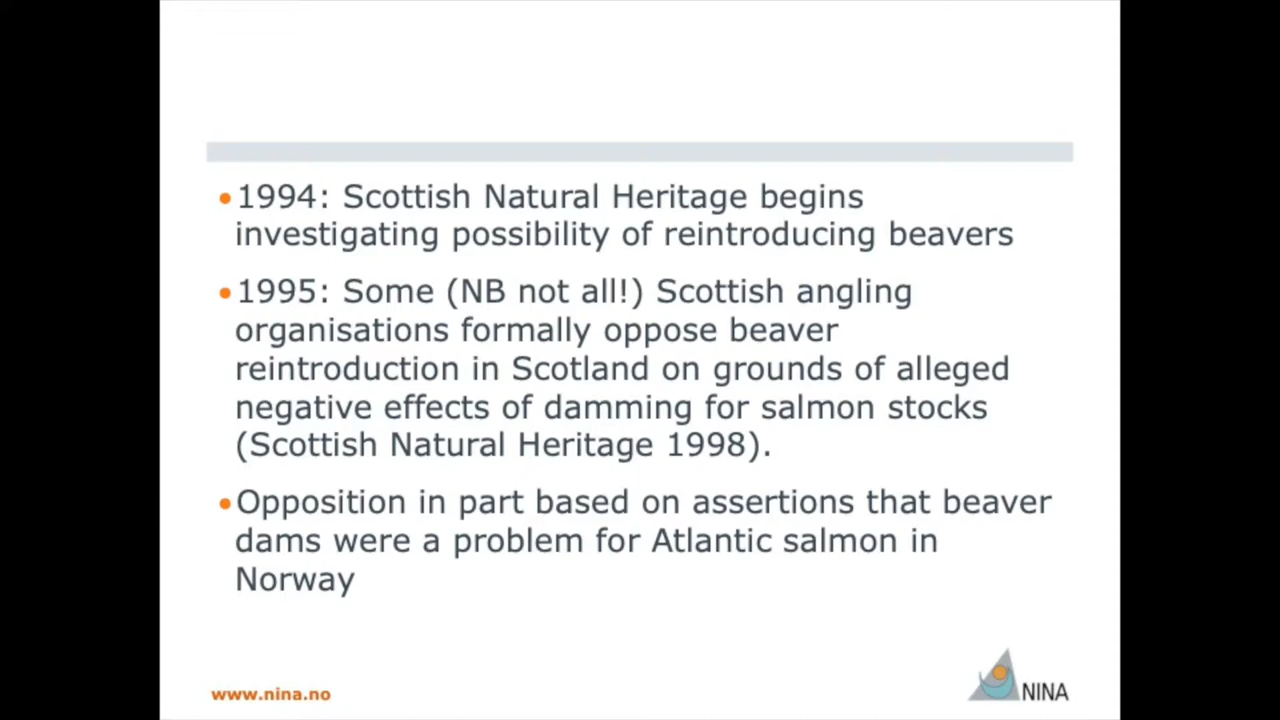 •1994: Scottish Natural Heritage begins
investigating possibility of reintroducing beavers
•1995: Some (NB not all!) Scottish angling
organisations formally oppose beaver
reintroduction in Scotland on grounds of alleged
negative effects of damming for salmon stocks
(Scottish Natural Heritage 1998).
•Opposition in part based on assertions that beaver
dams were a problem for Atlantic salmon in
Norway
www.nina.no
NINA